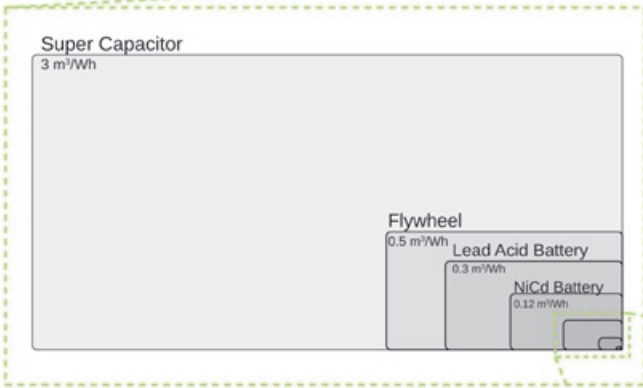 Super Capacitor
3 m³/Wh
Flywheel
0.5 m³/Wh
Lead Acid Battery
0.3 m³/Wh
NiCd Battery
0.12 m³/Wh